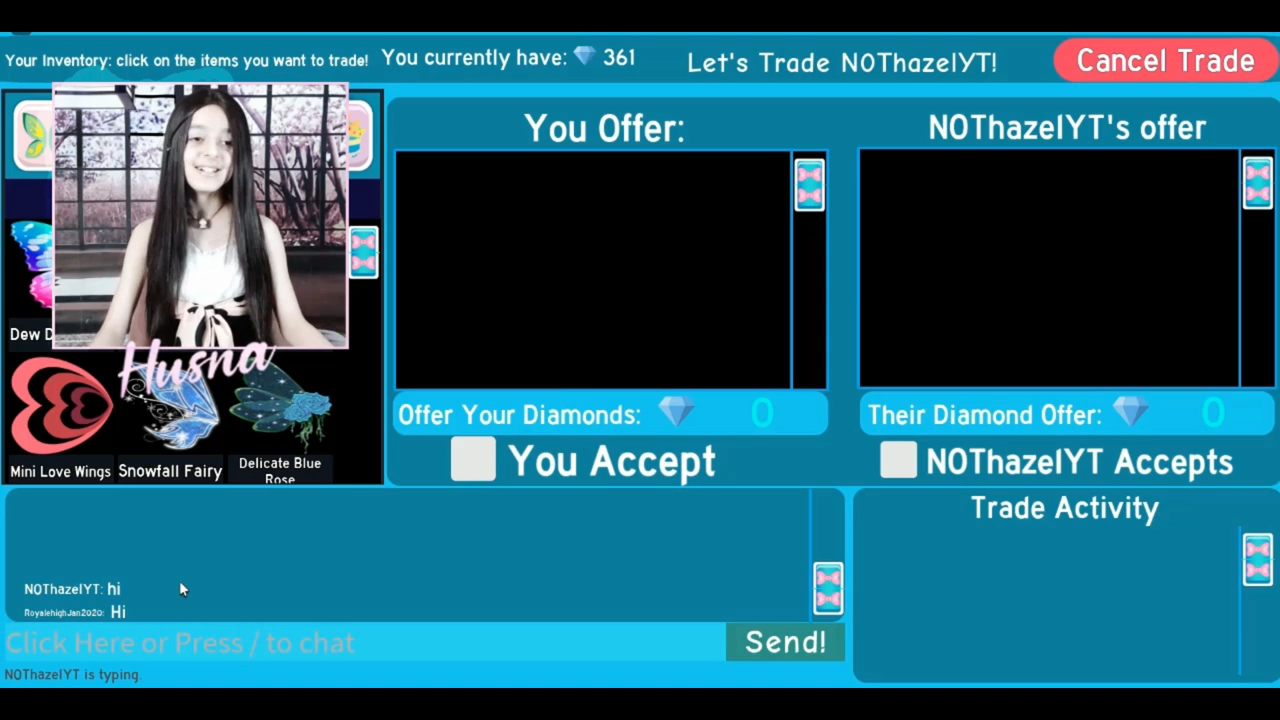 Your Inventory: click on the items you want to trade!
You currently have: 361
Let's Trade N0ThazelYT!
Cancel Trade
You Offer:
N0ThazelYT's offer
Dew D
Husna
Mini Love Wings
Snowfall Fairy
Delicate Blue
Rose
Offer Your Diamonds: 0
Their Diamond Offer: 0
You Accept
N0ThazelYT Accepts
Trade Activity
N0ThazelYT: hi
RoyalehighJan2020: Hi
Click Here or Press / to chat
Send!
N0ThazelYT is typing.